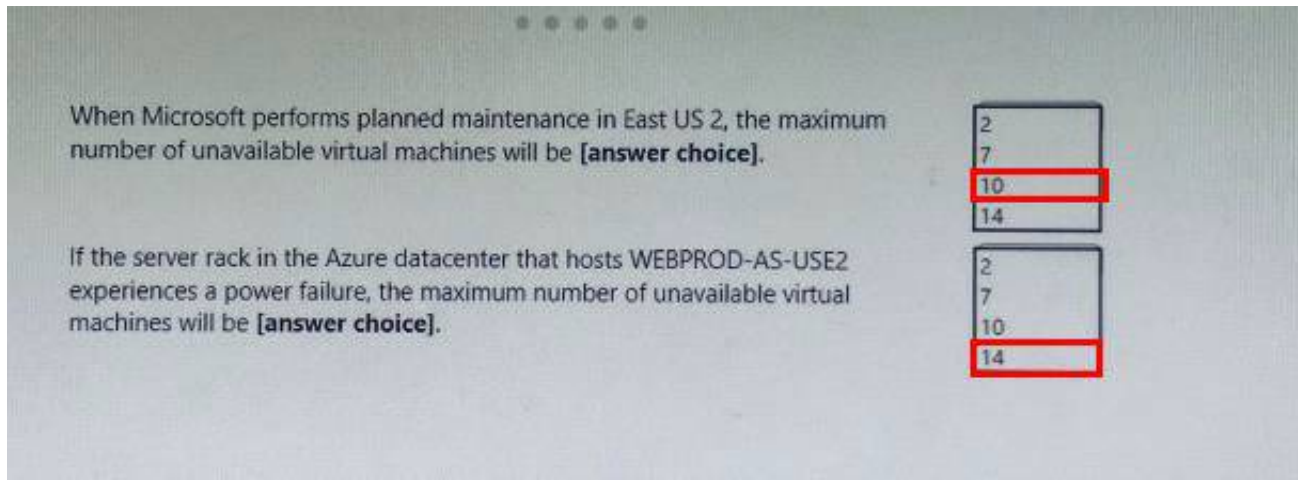 When Microsoft performs planned maintenance in East US 2, the maximum
number of unavailable virtual machines will be [answer choice].
2
7
10
14
If the server rack in the Azure datacenter that hosts WEBPROD-AS-USE2
experiences a power failure, the maximum number of unavailable virtual
machines will be [answer choice].
2
7
10
14